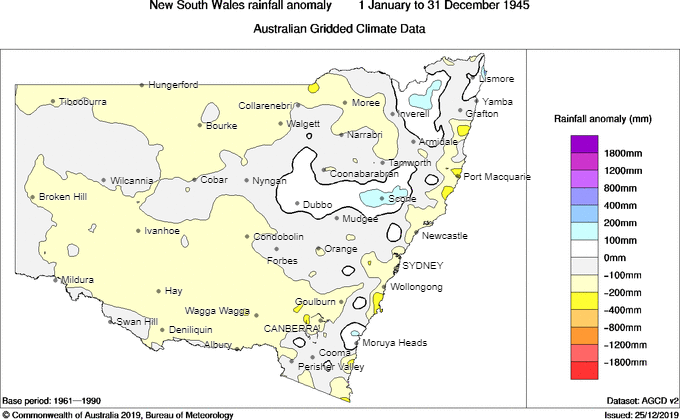 New South Wales rainfall anomaly 1 January to 31 December 1945
Australian Gridded Climate Data
Lismore
Hungerford
Tibooburra
Collarenebri
Moree
Yamba
Inverell
Grafton
Bourke
Walgett
Narrabri
Armidale
Tamworth
Coonabarabran
Wilcannia
Cobar
Nyngan
Port Macquarie
Broken Hill
Dubbo
Scone
Mudgee
Ivanhoe
Condobolin
Newcastle
Orange
Forbes
SYDNEY
Mildura
Hay
Wollongong
Goulburn
Wagga Wagga
Swan Hill
Deniliquin
CANBERRA
Albury
Moruya Heads
Cooma
Perisher Valley
Rainfall anomaly (mm)
1800mm
1200mm
800mm
400mm
200mm
100mm
0mm
−100mm
−200mm
−400mm
−800mm
−1200mm
−1800mm
Base period: 1961—1990
Dataset: AGCD v2
© Commonwealth of Australia 2019, Bureau of Meteorology
Issued: 25/12/2019